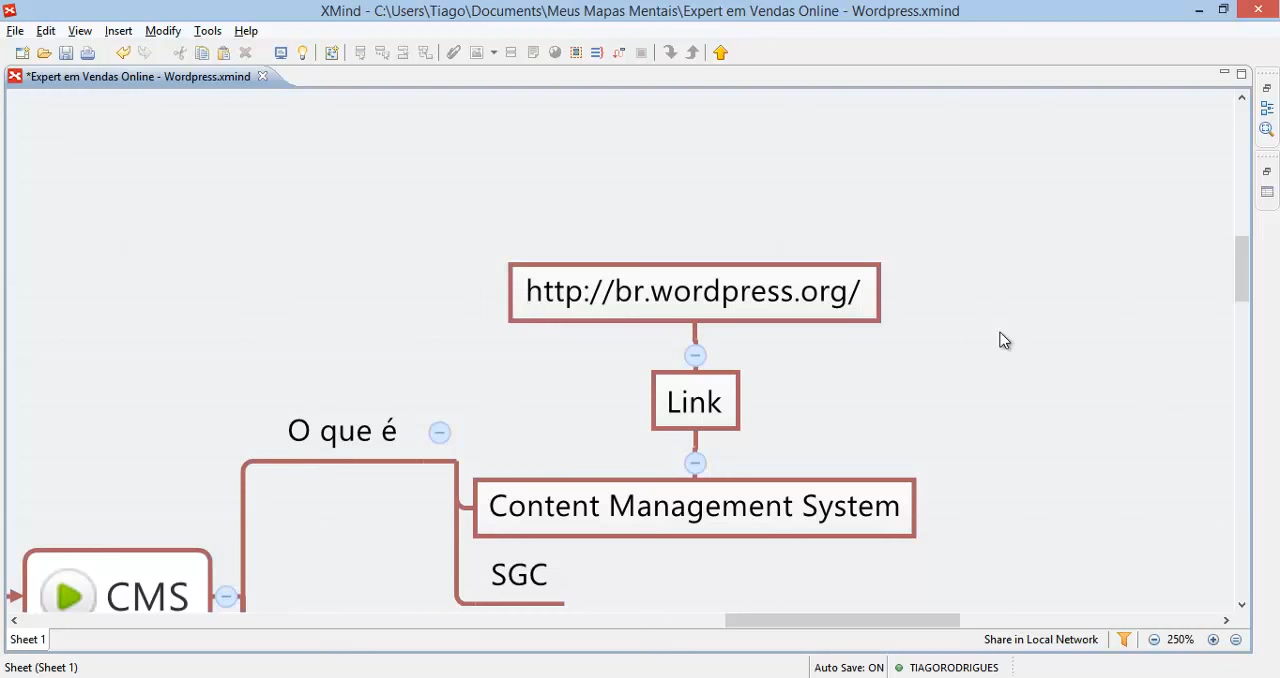 XMind - C:\Users\Tiago\Documents\Meus Mapas Mentais\Expert em Vendas Online - Wordpress.xmind
File Edit View Insert Modify Tools Help
*Expert em Vendas Online - Wordpress.xmind
http://br.wordpress.org/
Link
O que é
Content Management System
SGC
CMS
Sheet 1
Share in Local Network
250%
Sheet (Sheet 1)
Auto Save: ON
TIAGORODRIGUES